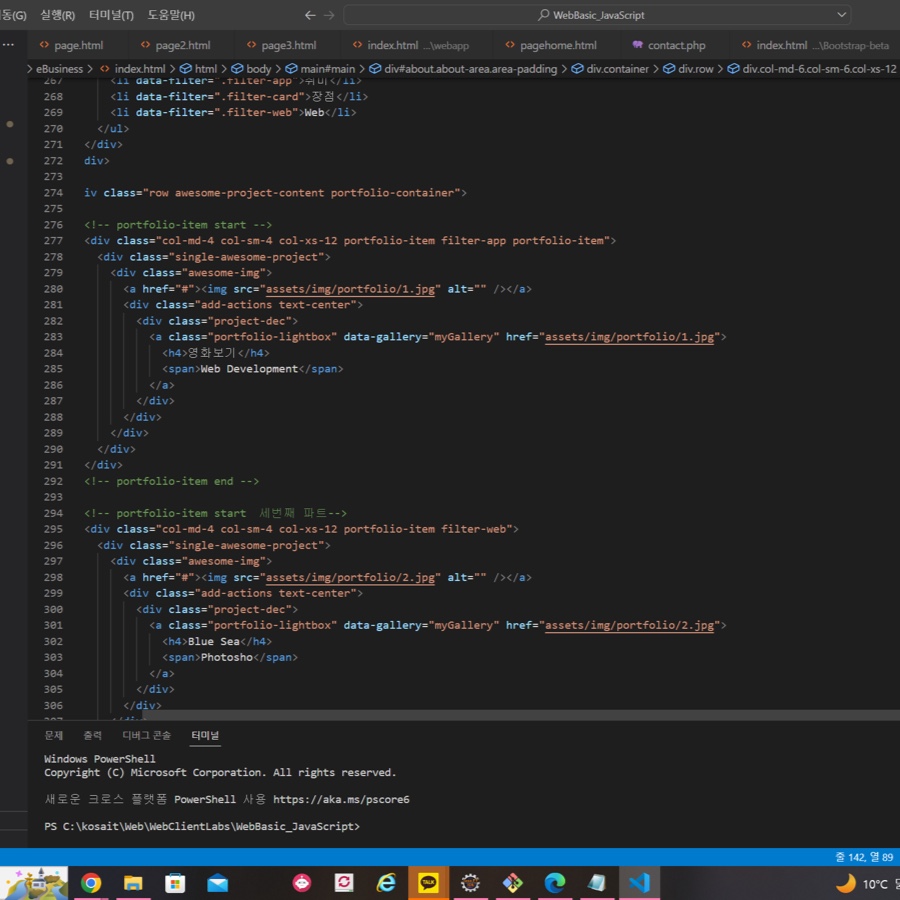 동(G) 실행(R) 터미널(T) 도움말(H) WebBasic_JavaScript
page.html page2.html page3.html index.html ...\webapp pagehome.html contact.php index.html ...\Bootstrap-beta
eBusiness > index.html > html > body > main#main > div#about.about-area.area-padding > div.container > div.row > div.col-md-6.col-sm-6.col-xs-12
267 <li data-filter=".filter-app">취미</li>
268 <li data-filter=".filter-card">장점</li>
269 <li data-filter=".filter-web">Web</li>
270 </ul>
271 </div>
272 div>
273
274 iv class="row awesome-project-content portfolio-container">
275
276 <!-- portfolio-item start -->
277 <div class="col-md-4 col-sm-4 col-xs-12 portfolio-item filter-app portfolio-item">
278 <div class="single-awesome-project">
279 <div class="awesome-img">
280 <a href="#"><img src="assets/img/portfolio/1.jpg" alt="" /></a>
281 <div class="add-actions text-center">
282 <div class="project-dec">
283 <a class="portfolio-lightbox" data-gallery="myGallery" href="assets/img/portfolio/1.jpg">
284 <h4>영화보기</h4>
285 <span>Web Development</span>
286 </a>
287 </div>
288 </div>
289 </div>
290 </div>
291 </div>
292 <!-- portfolio-item end -->
293
294 <!-- portfolio-item start 세번째 파트-->
295 <div class="col-md-4 col-sm-4 col-xs-12 portfolio-item filter-web">
296 <div class="single-awesome-project">
297 <div class="awesome-img">
298 <a href="#"><img src="assets/img/portfolio/2.jpg" alt="" /></a>
299 <div class="add-actions text-center">
300 <div class="project-dec">
301 <a class="portfolio-lightbox" data-gallery="myGallery" href="assets/img/portfolio/2.jpg">
302 <h4>Blue Sea</h4>
303 <span>Photosho</span>
304 </a>
305 </div>
306 </div>
307 </div>
문제 출력 디버그 콘솔 터미널
Windows PowerShell
Copyright (C) Microsoft Corporation. All rights reserved.
새로운 크로스 플랫폼 PowerShell 사용 https://aka.ms/pscore6
PS C:\kosait\Web\WebClientLabs\WebBasic_JavaScript>
줄 142, 열 89
TALK
10°C